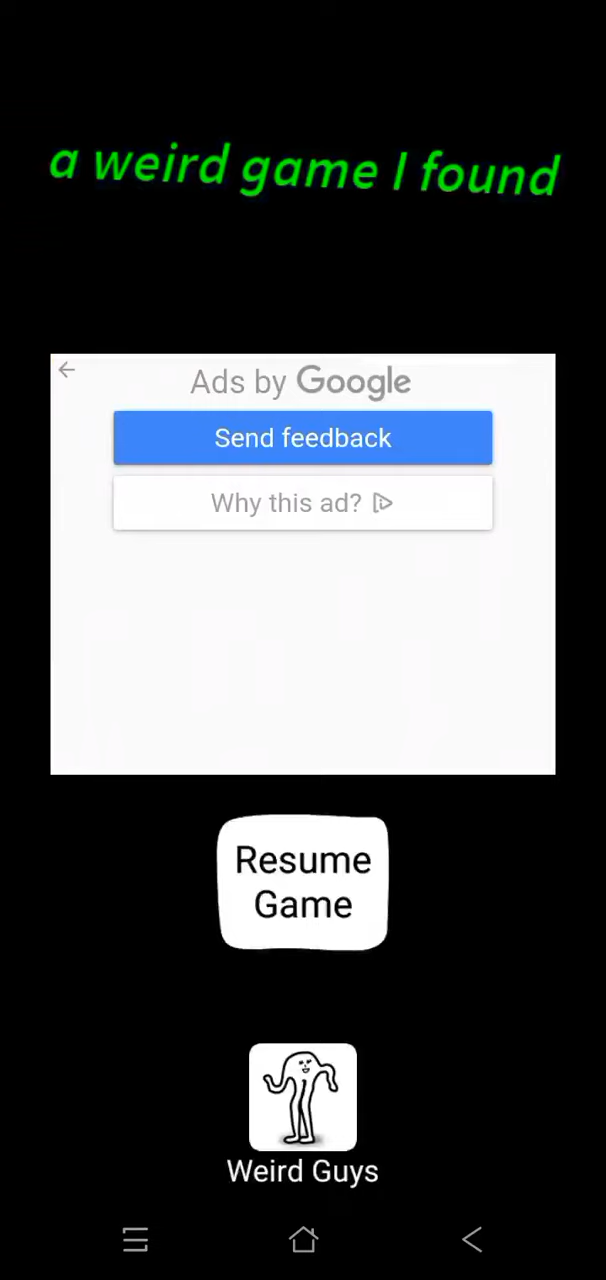 a weird game I found
Ads by Google
Send feedback
Why this ad?
Resume
Game
Weird Guys